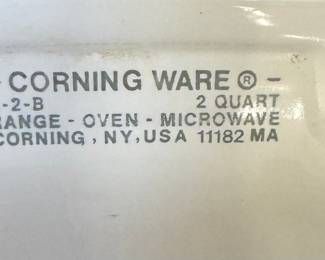 - CORNING WARE® -
-2-B 2 QUART
RANGE - OVEN - MICROWAVE
CORNING, NY, USA 11182 MA